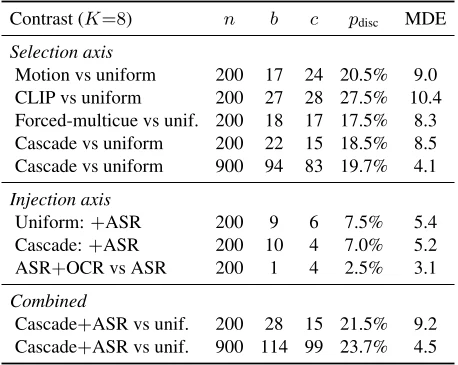 Contrast (K=8) n b c pdisc MDE
Selection axis
Motion vs uniform 200 17 24 20.5% 9.0
CLIP vs uniform 200 27 28 27.5% 10.4
Forced-multicue vs unif. 200 18 17 17.5% 8.3
Cascade vs uniform 200 22 15 18.5% 8.5
Cascade vs uniform 900 94 83 19.7% 4.1
Injection axis
Uniform: +ASR 200 9 6 7.5% 5.4
Cascade: +ASR 200 10 4 7.0% 5.2
ASR+OCR vs ASR 200 1 4 2.5% 3.1
Combined
Cascade+ASR vs unif. 200 28 15 21.5% 9.2
Cascade+ASR vs unif. 900 114 99 23.7% 4.5